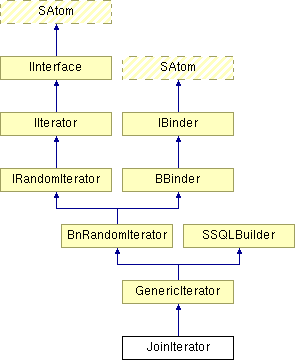 SAtom
IInterface
SAtom
IIterator
IBinder
IRandomIterator
BBinder
BnRandomIterator
SSQLBuilder
GenericIterator
JoinIterator